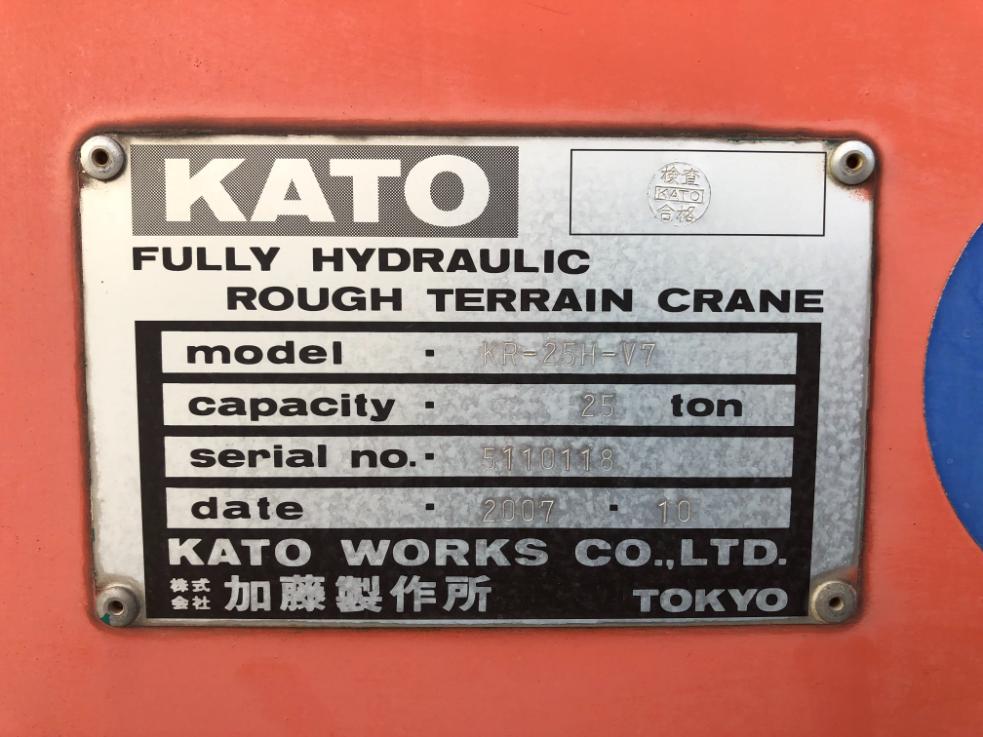 KATO
検査
KATO
合格
FULLY HYDRAULIC
ROUGH TERRAIN CRANE
model · KR-25H-V7
capacity · 25 ton
serial no. · 5110118
date · 2007 · 10
KATO WORKS CO.,LTD.
株式会社 加藤製作所 TOKYO